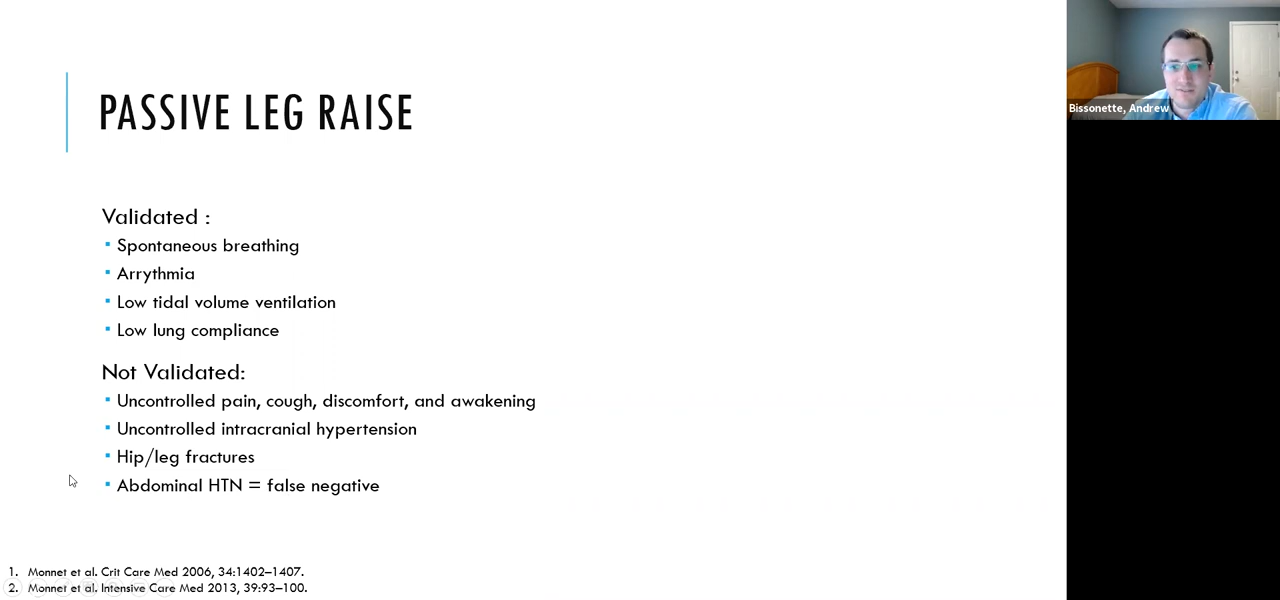 PASSIVE LEG RAISE
Bissonette, Andrew
Validated :
Spontaneous breathing
Arrythmia
Low tidal volume ventilation
Low lung compliance
Not Validated:
Uncontrolled pain, cough, discomfort, and awakening
Uncontrolled intracranial hypertension
Hip/leg fractures
Abdominal HTN = false negative
1. Monnet et al. Crit Care Med 2006, 34:1402–1407.
2. Monnet et al. Intensive Care Med 2013, 39:93–100.